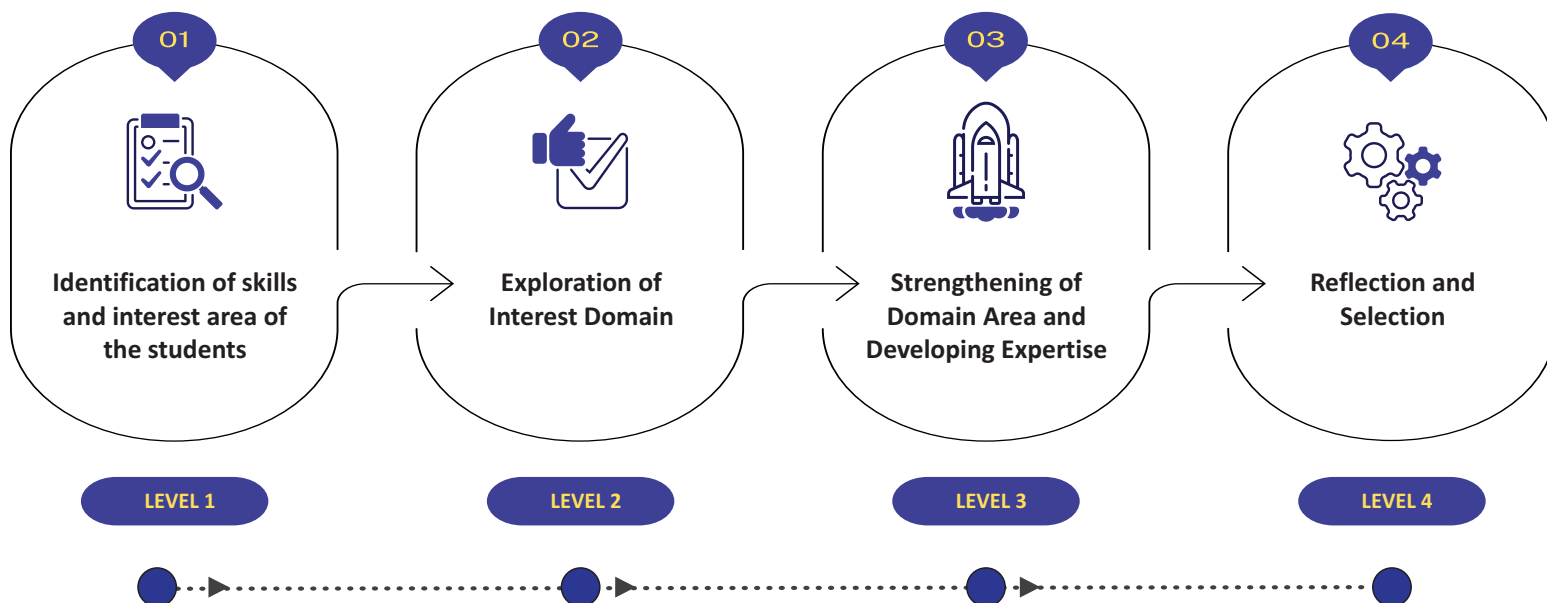 01
Identification of skills
and interest area of
the students
LEVEL 1
02
Exploration of
Interest Domain
LEVEL 2
03
Strengthening of
Domain Area and
Developing Expertise
LEVEL 3
04
Reflection and
Selection
LEVEL 4